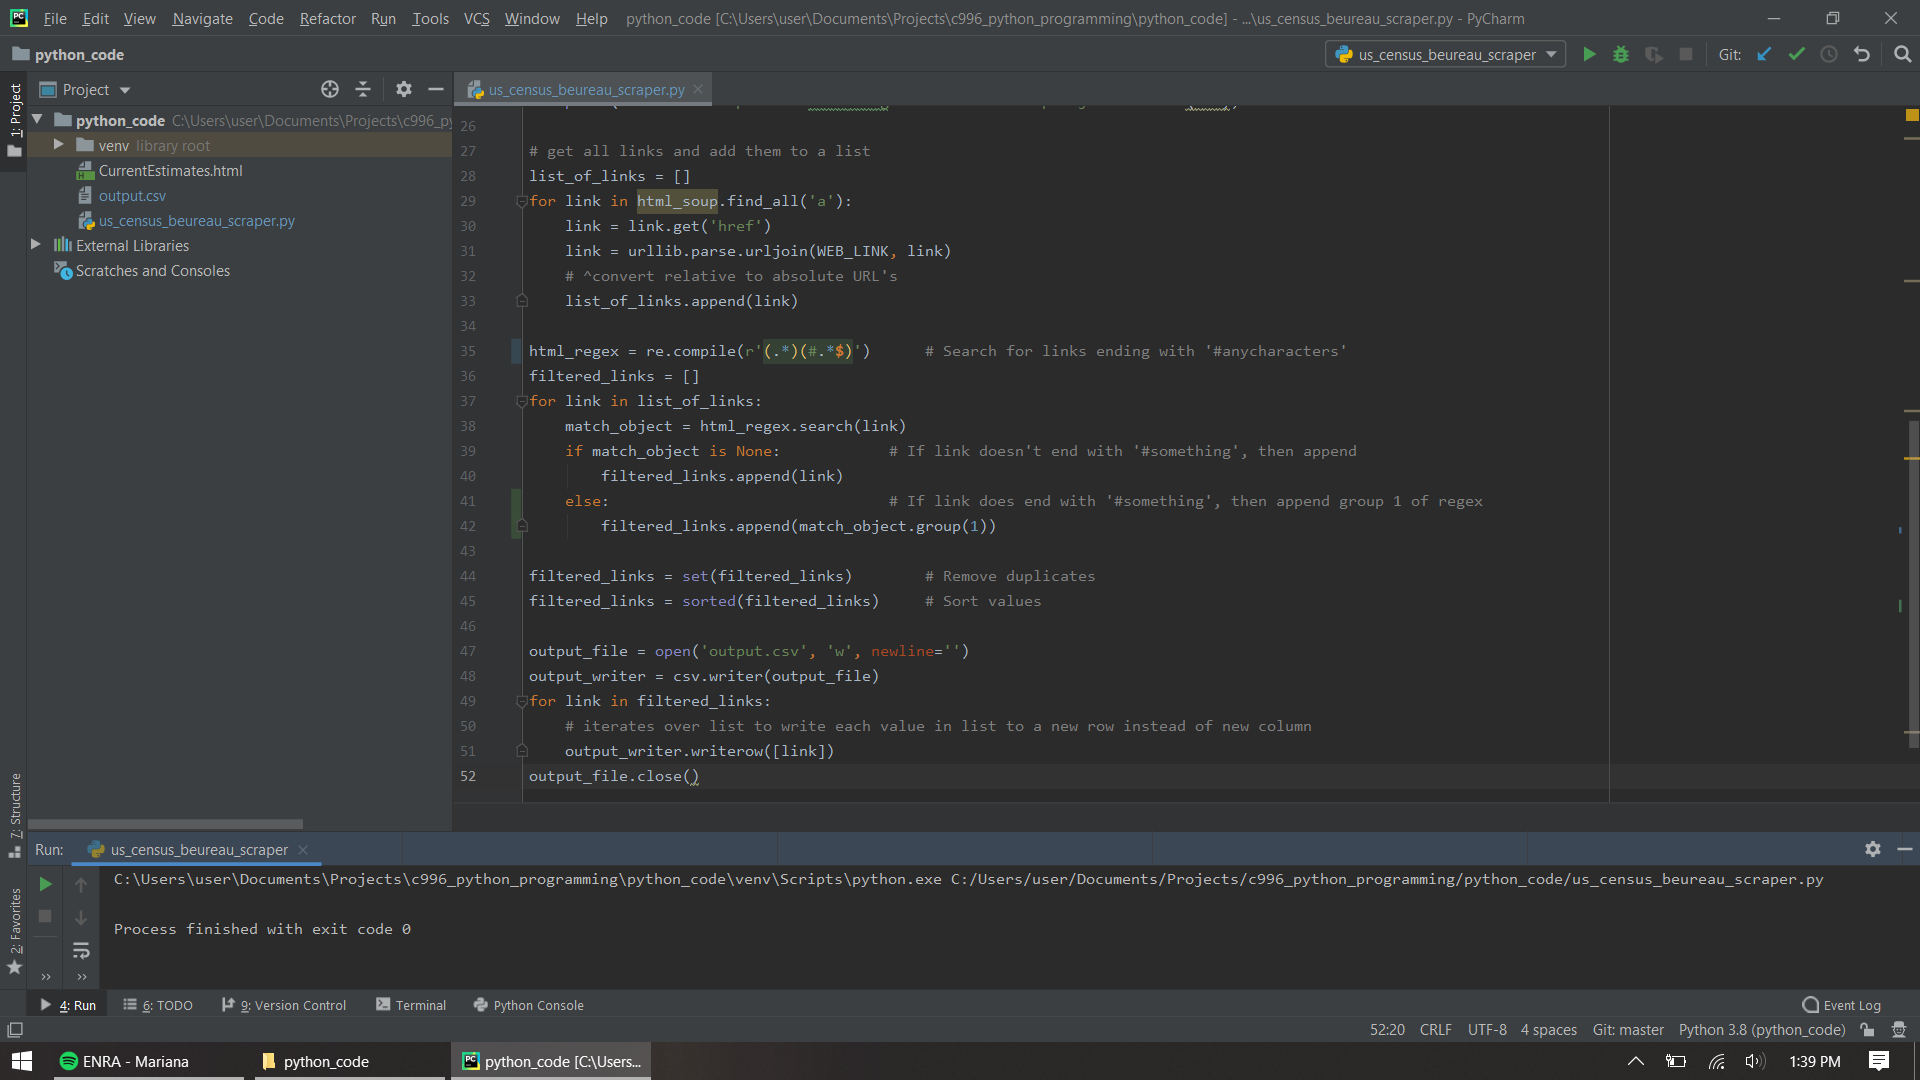 File Edit View Navigate Code Refactor Run Tools VCS Window Help python_code [C:\Users\user\Documents\Projects\c996_python_programming\python_code] - ...\us_census_beureau_scraper.py - PyCharm
python_code
us_census_beureau_scraper
Git:
1: Project
Project
us_census_beureau_scraper.py
python_code C:\Users\user\Documents\Projects\c996_py
venv library root
CurrentEstimates.html
output.csv
us_census_beureau_scraper.py
External Libraries
Scratches and Consoles
26
27 # get all links and add them to a list
28 list_of_links = []
29 for link in html_soup.find_all('a'):
30 link = link.get('href')
31 link = urllib.parse.urljoin(WEB_LINK, link)
32 # ^convert relative to absolute URL's
33 list_of_links.append(link)
34
35 html_regex = re.compile(r'(.*)(#.*$)') # Search for links ending with '#anycharacters'
36 filtered_links = []
37 for link in list_of_links:
38 match_object = html_regex.search(link)
39 if match_object is None: # If link doesn't end with '#something', then append
40 filtered_links.append(link)
41 else: # If link does end with '#something', then append group 1 of regex
42 filtered_links.append(match_object.group(1))
43
44 filtered_links = set(filtered_links) # Remove duplicates
45 filtered_links = sorted(filtered_links) # Sort values
46
47 output_file = open('output.csv', 'w', newline='')
48 output_writer = csv.writer(output_file)
49 for link in filtered_links:
50 # iterates over list to write each value in list to a new row instead of new column
51 output_writer.writerow([link])
52 output_file.close()
7: Structure
2: Favorites
Run: us_census_beureau_scraper
C:\Users\user\Documents\Projects\c996_python_programming\python_code\venv\Scripts\python.exe C:/Users/user/Documents/Projects/c996_python_programming/python_code/us_census_beureau_scraper.py
Process finished with exit code 0
4: Run 6: TODO 9: Version Control Terminal Python Console Event Log
52:20 CRLF UTF-8 4 spaces Git: master Python 3.8 (python_code)
ENRA - Mariana python_code python_code [C:\Users... 1:39 PM